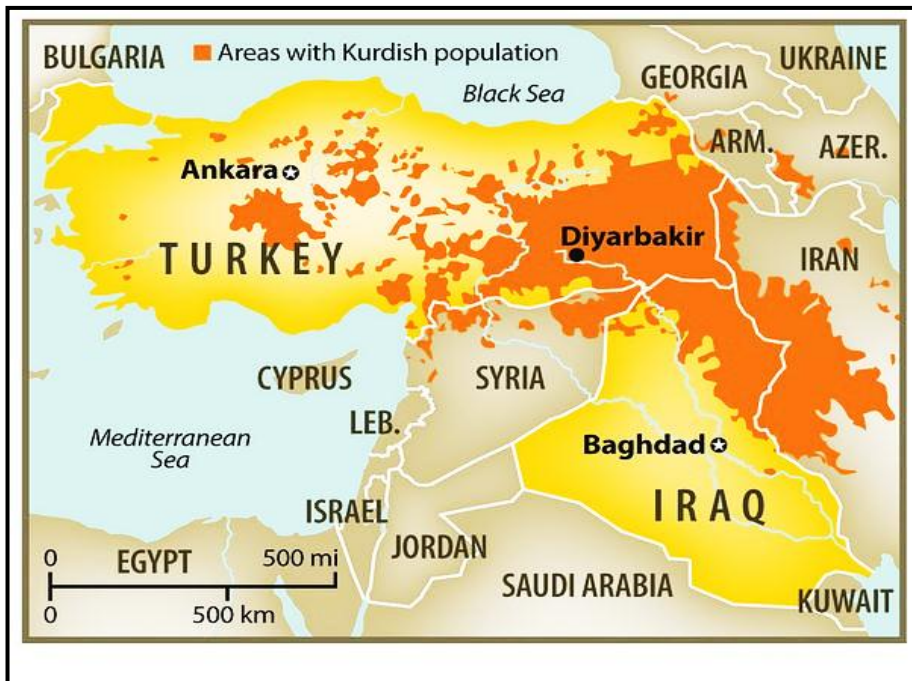 BULGARIA
Areas with Kurdish population
UKRAINE
GEORGIA
Black Sea
ARM.
AZER.
Ankara
Diyarbakir
TURKEY
IRAN
CYPRUS
SYRIA
LEB.
Mediterranean
Sea
Baghdad
ISRAEL
IRAQ
JORDAN
EGYPT
0
500 mi
SAUDI ARABIA
KUWAIT
0
500 km